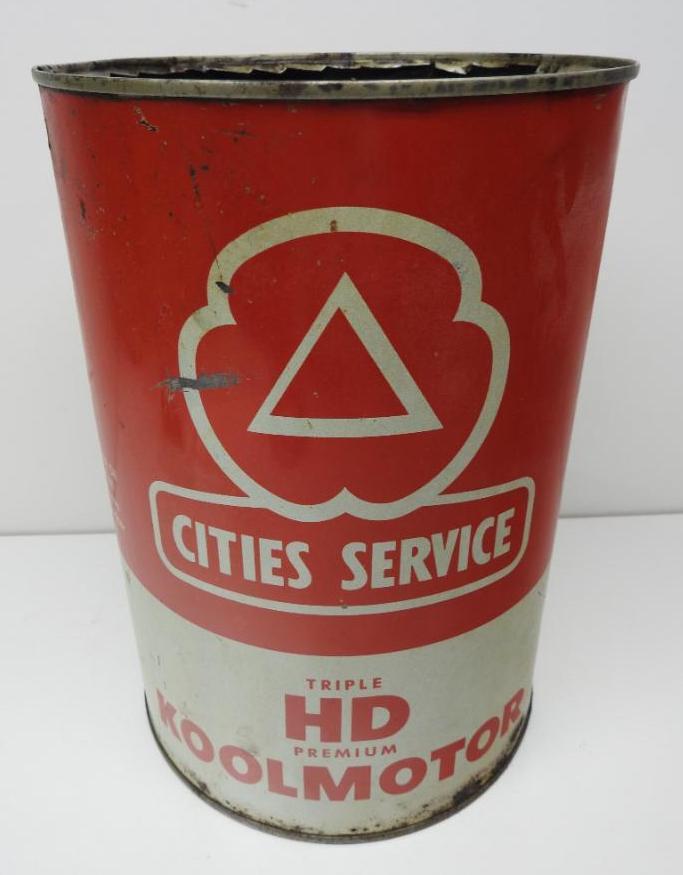 CITIES SERVICE
TRIPLE
HD
PREMIUM
KOOLMOTOR